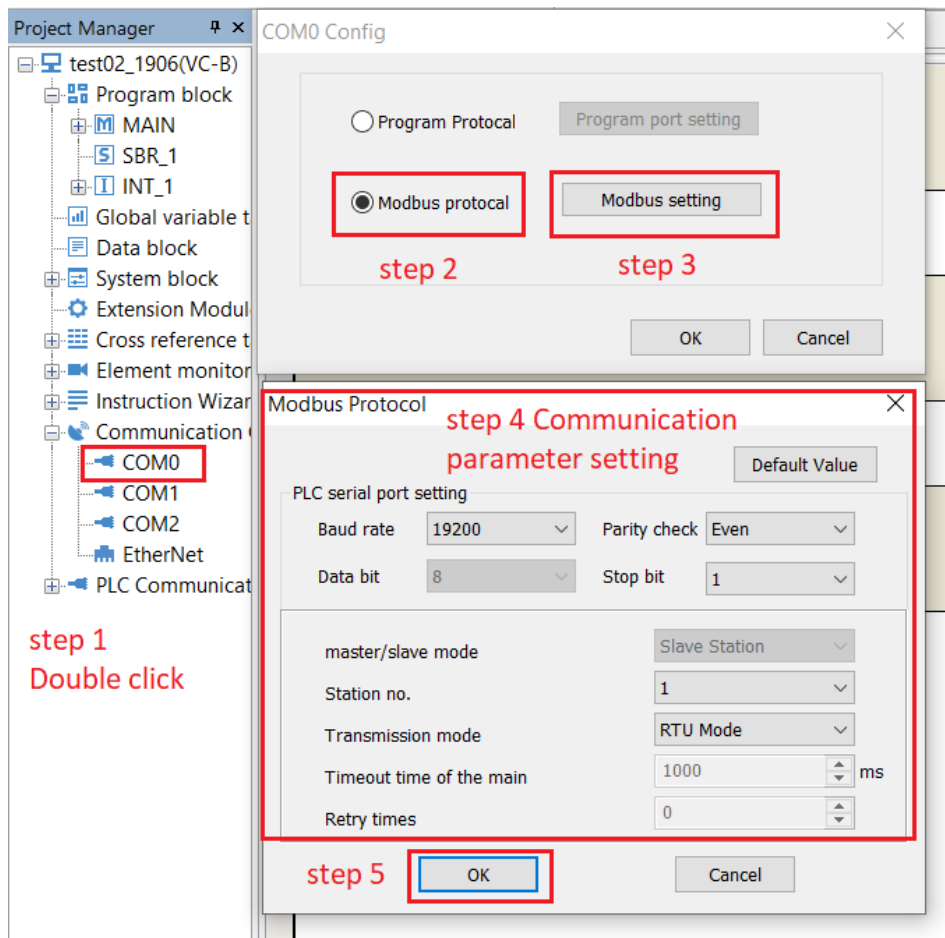 Project Manager
test02_1906(VC-B)
Program block
MAIN
SBR_1
INT_1
Global variable t
Data block
System block
Extension Modul
Cross reference t
Element monitor
Instruction Wizar
Communication
COM0
COM1
COM2
EtherNet
PLC Communicat
step 1
Double click
COM0 Config
Program Protocal
Program port setting
Modbus protocal
Modbus setting
step 2
step 3
OK
Cancel
Modbus Protocol
step 4 Communication
parameter setting
Default Value
PLC serial port setting
Baud rate
19200
Parity check
Even
Data bit
8
Stop bit
1
master/slave mode
Slave Station
Station no.
1
Transmission mode
RTU Mode
Timeout time of the main
1000
ms
Retry times
0
step 5
OK
Cancel